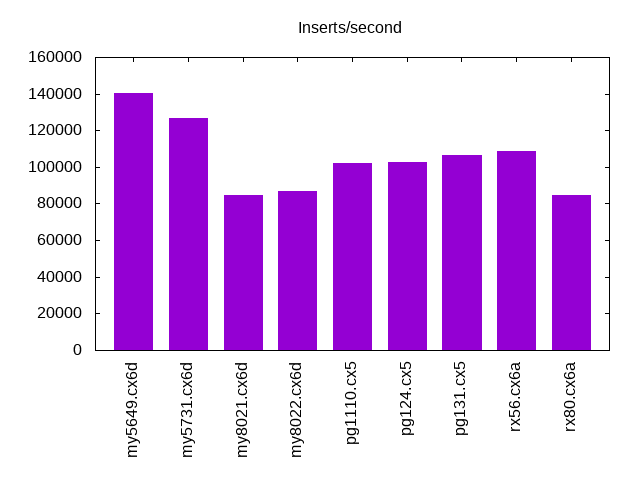 Inserts/second
160000
140000
120000
100000
80000
60000
40000
20000
0
my5649.cx6d
my5731.cx6d
my8021.cx6d
my8022.cx6d
pg1110.cx5
pg124.cx5
pg131.cx5
rx56.cx6a
rx80.cx6a